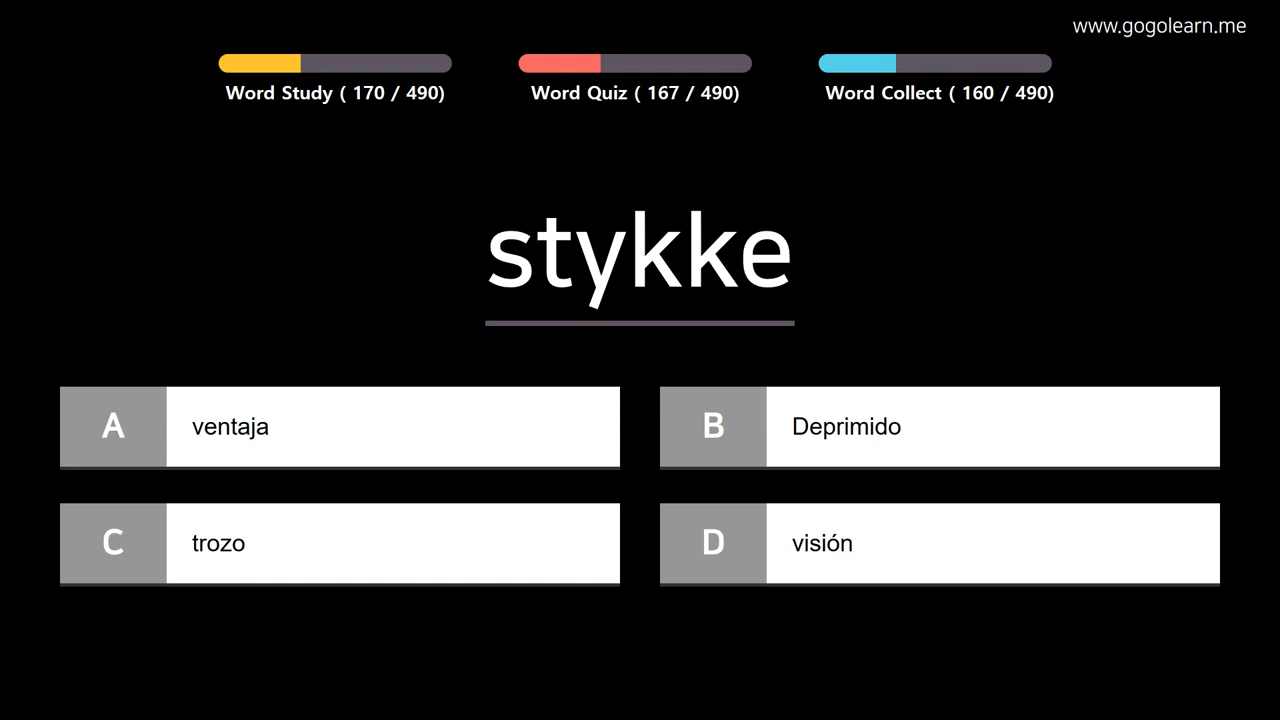 www.gogolearn.me
Word Study ( 170 / 490)
Word Quiz ( 167 / 490)
Word Collect ( 160 / 490)
stykke
A ventaja
B Deprimido
C trozo
D visión